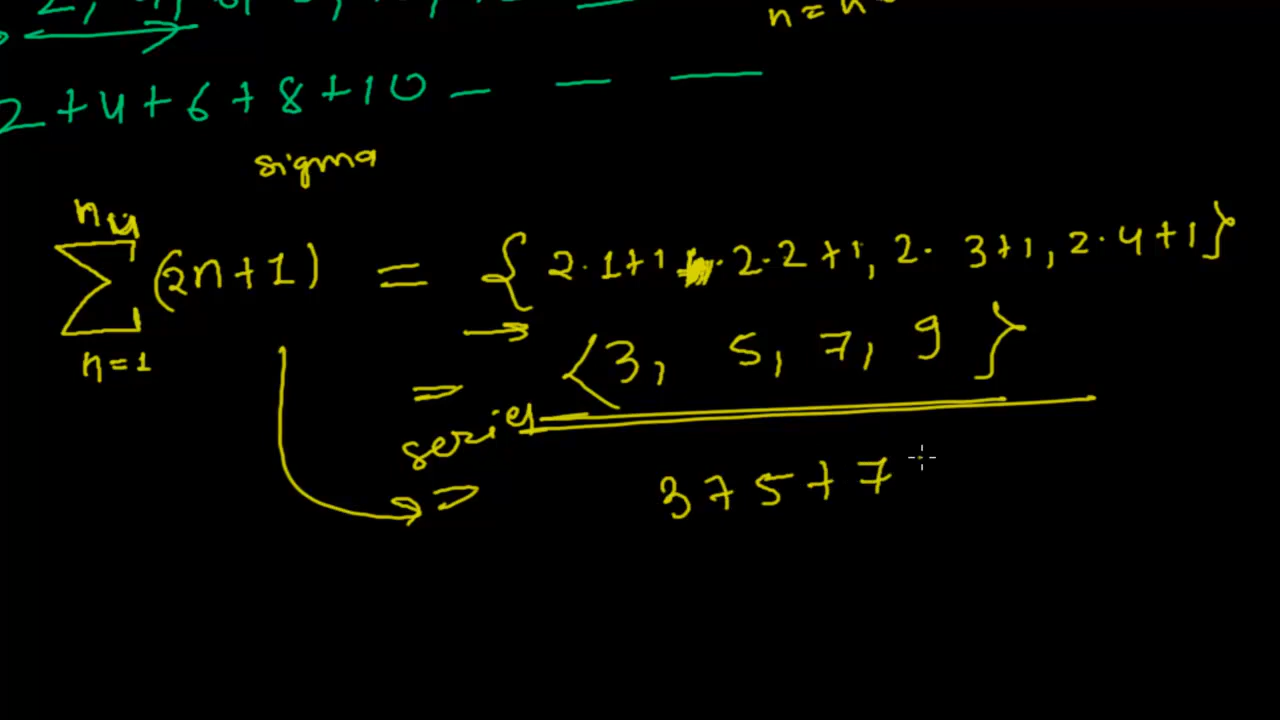 n = n
2 + 4 + 6 + 8 + 10 — — —
sigma
n 4
∑ (2n+1) = { 2·1+1, 2·2+1, 2·3+1, 2·4+1}
n=1
= {3, 5, 7, 9}
series
⇒ 3+5+7